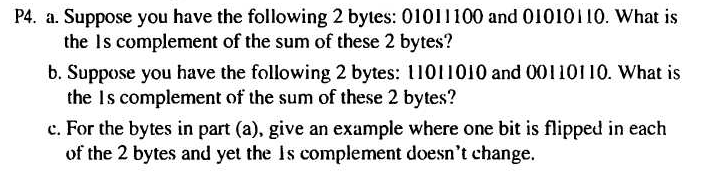 P4. a. Suppose you have the following 2 bytes: 01011100 and 01010110. What is
the 1s complement of the sum of these 2 bytes?
b. Suppose you have the following 2 bytes: 11011010 and 00110110. What is
the 1s complement of the sum of these 2 bytes?
c. For the bytes in part (a), give an example where one bit is flipped in each
of the 2 bytes and yet the 1s complement doesn't change.